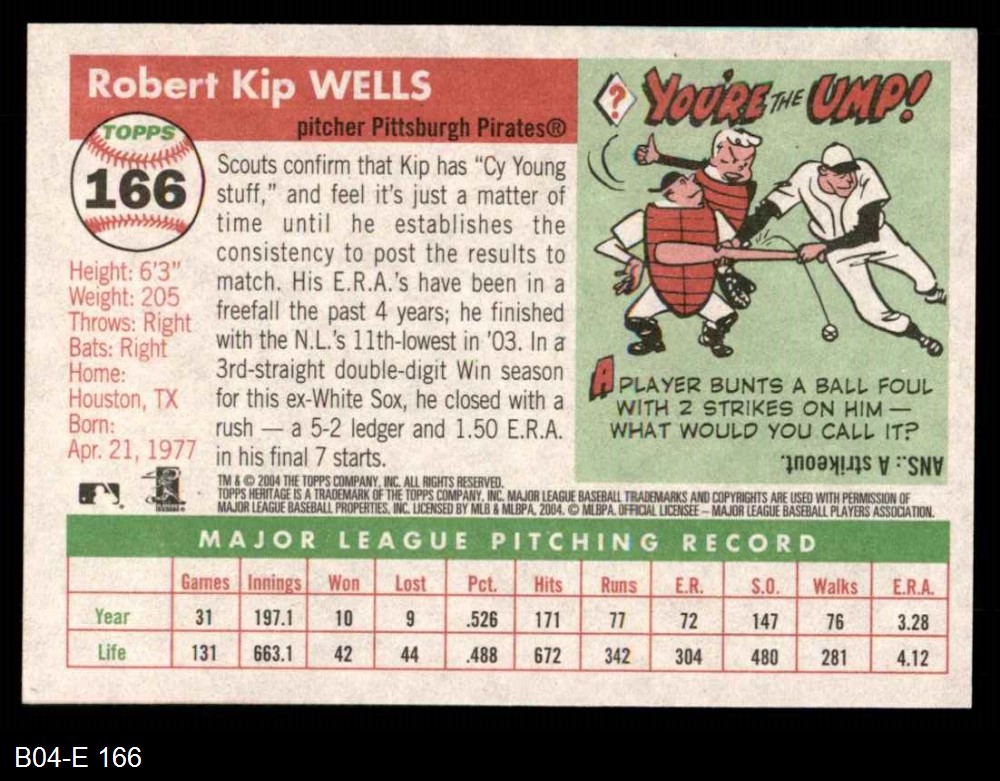 Robert Kip WELLS
pitcher Pittsburgh Pirates®
TOPPS
166
Height: 6'3"
Weight: 205
Throws: Right
Bats: Right
Home:
Houston, TX
Born:
Apr. 21, 1977
Scouts confirm that Kip has "Cy Young
stuff," and feel it's just a matter of
time until he establishes the
consistency to post the results to
match. His E.R.A.'s have been in a
freefall the past 4 years; he finished
with the N.L.'s 11th-lowest in '03. In a
3rd-straight double-digit Win season
for this ex-White Sox, he closed with a
rush — a 5-2 ledger and 1.50 E.R.A.
in his final 7 starts.
? YOU'RE THE UMP!
A PLAYER BUNTS A BALL FOUL
WITH 2 STRIKES ON HIM —
WHAT WOULD YOU CALL IT?
ANS.: A strikeout.
TM & © 2004 THE TOPPS COMPANY, INC. ALL RIGHTS RESERVED.
TOPPS HERITAGE IS A TRADEMARK OF THE TOPPS COMPANY, INC. MAJOR LEAGUE BASEBALL TRADEMARKS AND COPYRIGHTS ARE USED WITH PERMISSION OF
MAJOR LEAGUE BASEBALL PROPERTIES, INC. LICENSED BY MLB & MLBPA, 2004. © MLBPA. OFFICIAL LICENSEE – MAJOR LEAGUE BASEBALL PLAYERS ASSOCIATION.
MAJOR LEAGUE PITCHING RECORD
Games Innings Won Lost Pct. Hits Runs E.R. S.O. Walks E.R.A.
Year 31 197.1 10 9 .526 171 77 72 147 76 3.28
Life 131 663.1 42 44 .488 672 342 304 480 281 4.12
B04-E 166